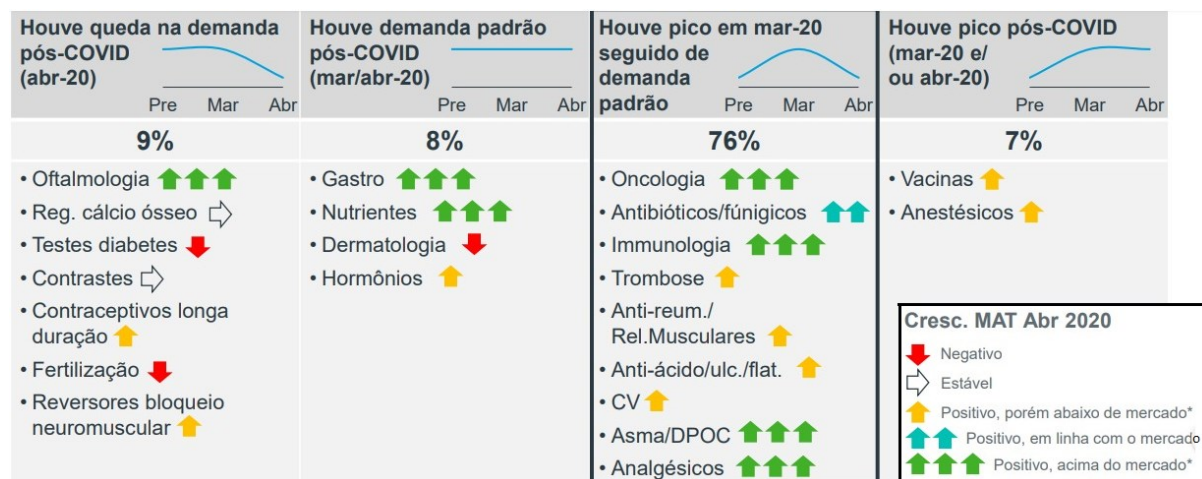 Houve queda na demanda
pós-COVID
(abr-20)
Pre Mar Abr
9%
• Oftalmologia
• Reg. cálcio ósseo
• Testes diabetes
• Contrastes
• Contraceptivos longa
duração
• Fertilização
• Reversores bloqueio
neuromuscular
Houve demanda padrão
pós-COVID
(mar/abr-20)
Pre Mar Abr
8%
• Gastro
• Nutrientes
• Dermatologia
• Hormônios
Houve pico em mar-20
seguido de
demanda
padrão
Pre Mar Abr
76%
• Oncologia
• Antibióticos/fúnigicos
• Immunologia
• Trombose
• Anti-reum./
Rel.Musculares
• Anti-ácido/ulc./flat.
• CV
• Asma/DPOC
• Analgésicos
Houve pico pós-COVID
(mar-20 e/
ou abr-20)
Pre Mar Abr
7%
• Vacinas
• Anestésicos
Cresc. MAT Abr 2020
Negativo
Estável
Positivo, porém abaixo de mercado*
Positivo, em linha com o mercado
Positivo, acima do mercado*